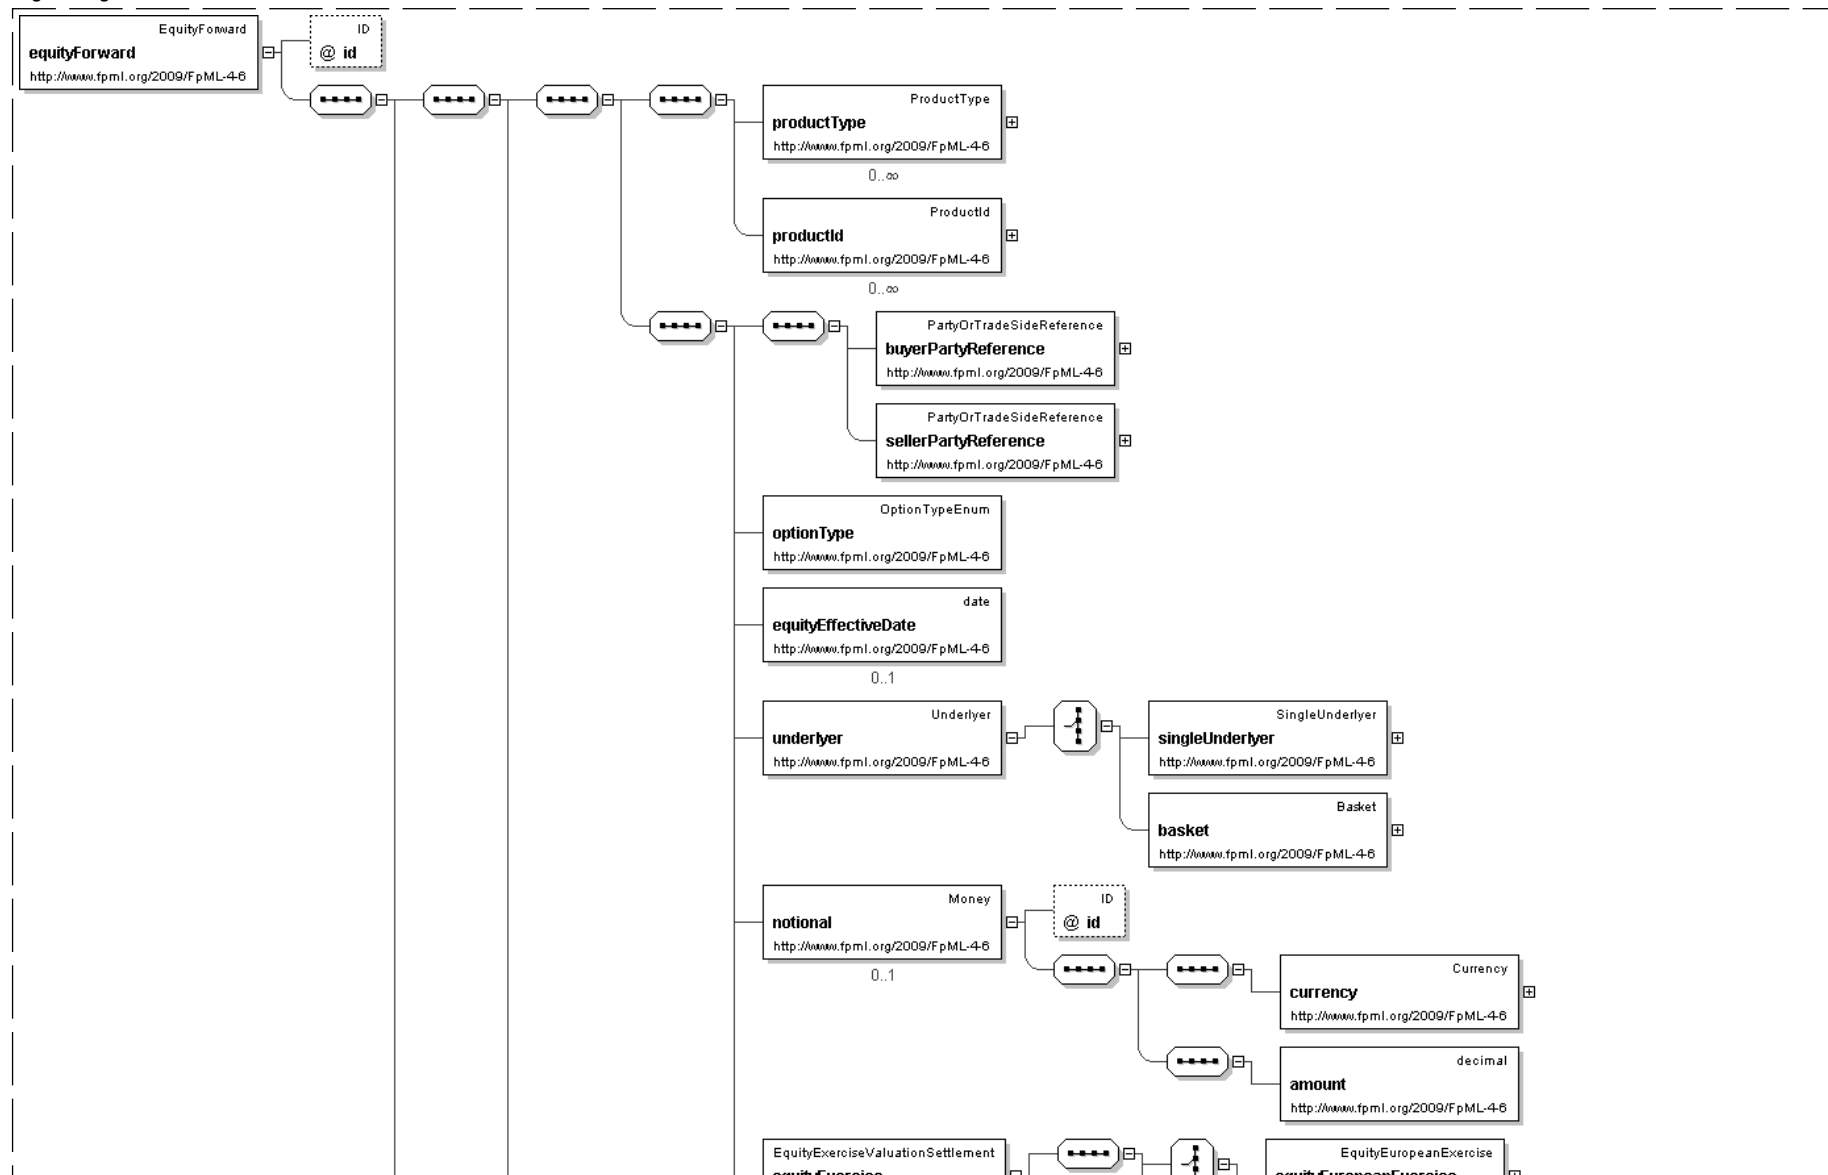 EquityForward
equityForward
http://www.fpml.org/2009/FpML-4-6
ID
@ id
ProductType
productType
http://www.fpml.org/2009/FpML-4-6
0..∞
ProductId
productId
http://www.fpml.org/2009/FpML-4-6
0..∞
PartyOrTradeSideReference
buyerPartyReference
http://www.fpml.org/2009/FpML-4-6
PartyOrTradeSideReference
sellerPartyReference
http://www.fpml.org/2009/FpML-4-6
OptionTypeEnum
optionType
http://www.fpml.org/2009/FpML-4-6
date
equityEffectiveDate
http://www.fpml.org/2009/FpML-4-6
0..1
Underlyer
underlyer
http://www.fpml.org/2009/FpML-4-6
SingleUnderlyer
singleUnderlyer
http://www.fpml.org/2009/FpML-4-6
Basket
basket
http://www.fpml.org/2009/FpML-4-6
Money
notional
http://www.fpml.org/2009/FpML-4-6
0..1
ID
@ id
Currency
currency
http://www.fpml.org/2009/FpML-4-6
decimal
amount
http://www.fpml.org/2009/FpML-4-6
EquityExerciseValuationSettlement
equityExercise
EquityEuropeanExercise
equityEuropeanExercise